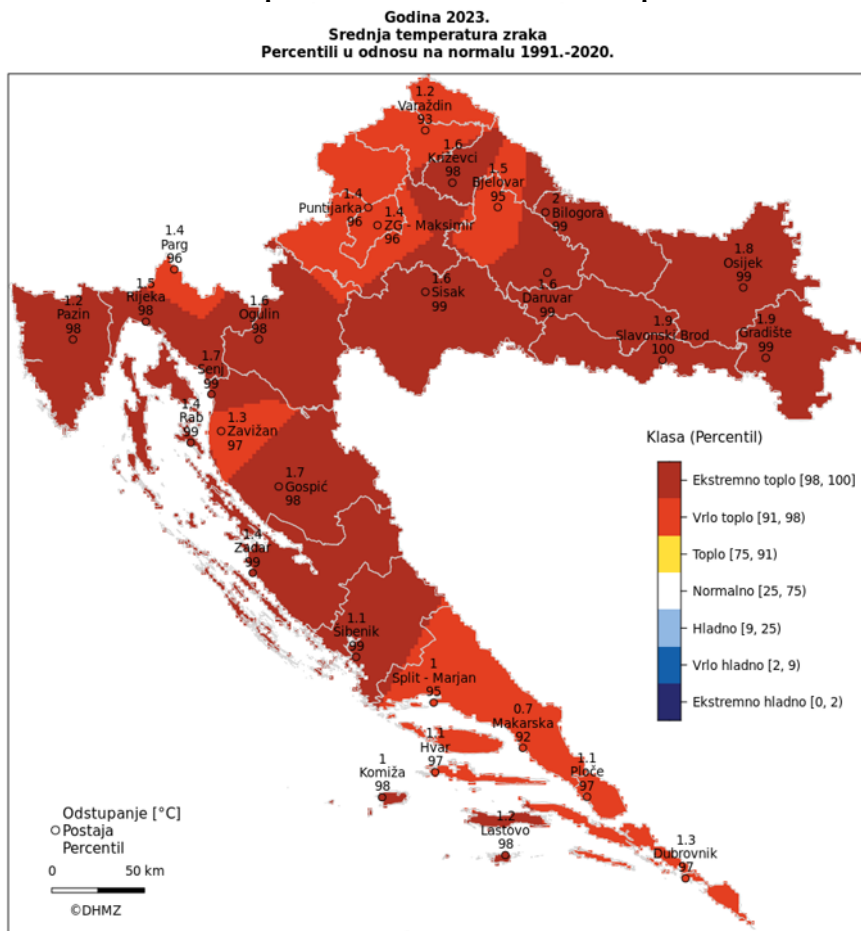 Godina 2023.
Srednja temperatura zraka
Percentili u odnosu na normalu 1991.-2020.
1.2
Varaždin
93
1.6
Križevci
98
1.5
Bjelovar
95
2
Bilogora
99
1.4
Puntijarka
96
1.4
ZG - Maksimir
96
1.4
Parg
96
1.8
Osijek
99
1.2
Pazin
98
1.5
Rijeka
98
1.6
Ogulin
98
1.6
Sisak
99
1.6
Daruvar
99
1.9
Slavonski Brod
100
1.9
Gradište
99
1.7
Senj
99
1.4
Rab
99
1.3
Zavižan
97
1.7
Gospić
98
1.4
Zadar
99
1.1
Šibenik
99
1
Split - Marjan
95
0.7
Makarska
92
1.1
Hvar
97
1
Komiža
98
1.1
Ploče
97
1.2
Lastovo
98
1.3
Dubrovnik
97
Klasa (Percentil)
Ekstremno toplo [98, 100]
Vrlo toplo [91, 98)
Toplo [75, 91)
Normalno [25, 75)
Hladno [9, 25)
Vrlo hladno [2, 9)
Ekstremno hladno [0, 2)
Odstupanje [°C]
Postaja
Percentil
0 50 km
©DHMZ